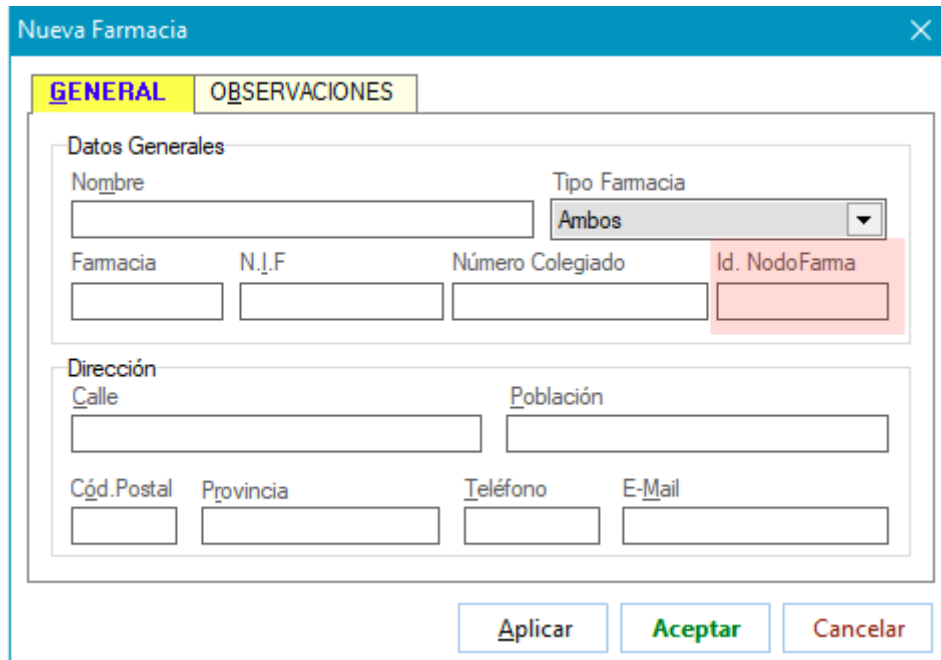 Nueva Farmacia
GENERAL OBSERVACIONES
Datos Generales
Nombre Tipo Farmacia
Ambos
Farmacia N.I.F Número Colegiado Id. NodoFarma
Dirección
Calle Población
Cód.Postal Provincia Teléfono E-Mail
Aplicar Aceptar Cancelar